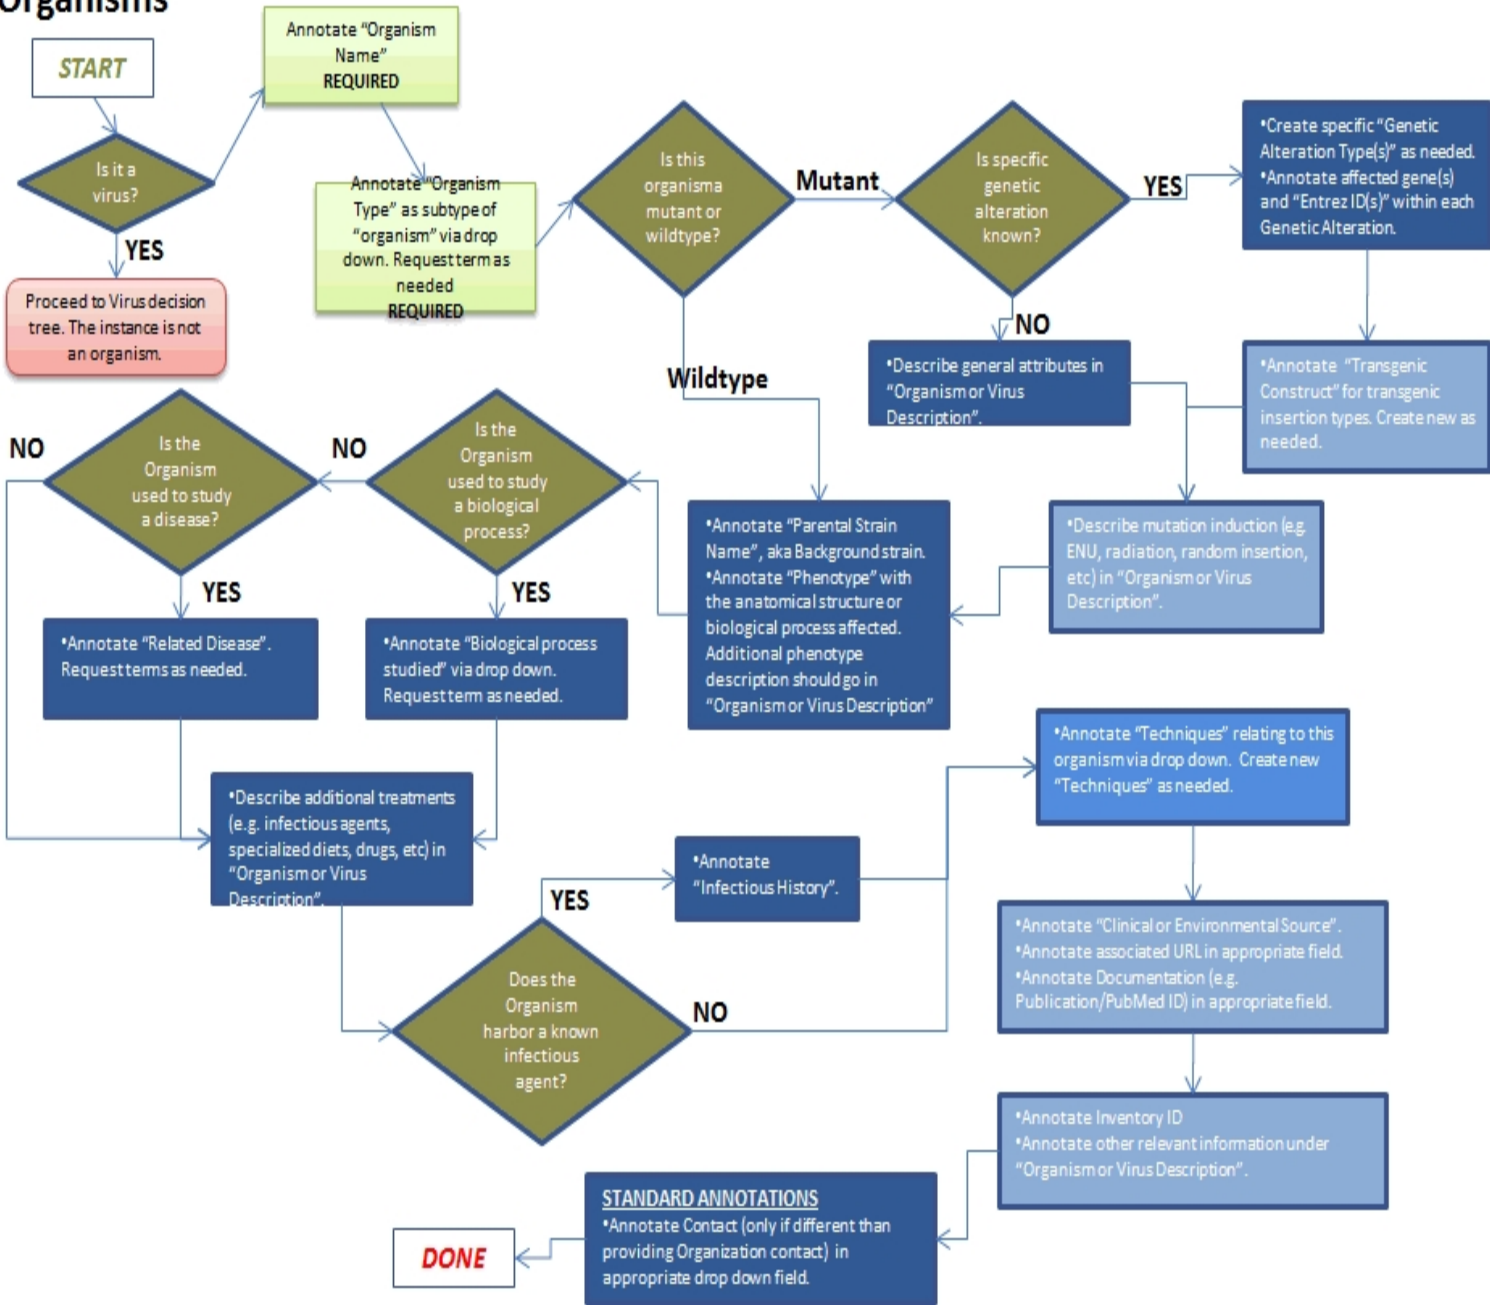 Organisms
START
Is it a
virus?
YES
Proceed to Virus decision
tree. The instance is not
an organism.
Annotate “Organism
Name”
REQUIRED
Annotate “Organism
Type” as subtype of
“organism” via drop
down. Request term as
needed
REQUIRED
Is this
organisma
mutant or
wildtype?
Mutant
Wildtype
Is specific
genetic
alteration
known?
YES
NO
•Create specific “Genetic
Alteration Type(s)” as needed.
•Annotate affected gene(s)
and “Entrez ID(s)” within each
Genetic Alteration.
•Describe general attributes in
“Organism or Virus
Description”.
•Annotate “Transgenic
Construct” for transgenic
insertion types. Create new as
needed.
•Describe mutation induction (e.g.
ENU, radiation, random insertion,
etc) in “Organism or Virus
Description”.
•Annotate “Parental Strain
Name”, aka Background strain.
•Annotate “Phenotype” with
the anatomical structure or
biological process affected.
Additional phenotype
description should go in
“Organism or Virus Description”
Is the
Organism
used to study
a biological
process?
NO
YES
•Annotate “Biological process
studied” via drop down.
Request term as needed.
Is the
Organism
used to study
a disease?
NO
YES
•Annotate “Related Disease”.
Request terms as needed.
•Describe additional treatments
(e.g. infectious agents,
specialized diets, drugs, etc) in
“Organism or Virus
Description”.
Does the
Organism
harbor a known
infectious
agent?
YES
NO
•Annotate
“Infectious History”.
•Annotate “Techniques” relating to this
organism via drop down. Create new
“Techniques” as needed.
•Annotate “Clinical or Environmental Source”.
•Annotate associated URL in appropriate field.
•Annotate Documentation (e.g.
Publication/PubMed ID) in appropriate field.
•Annotate Inventory ID
•Annotate other relevant information under
“Organism or Virus Description”.
STANDARD ANNOTATIONS
•Annotate Contact (only if different than
providing Organization contact) in
appropriate drop down field.
DONE